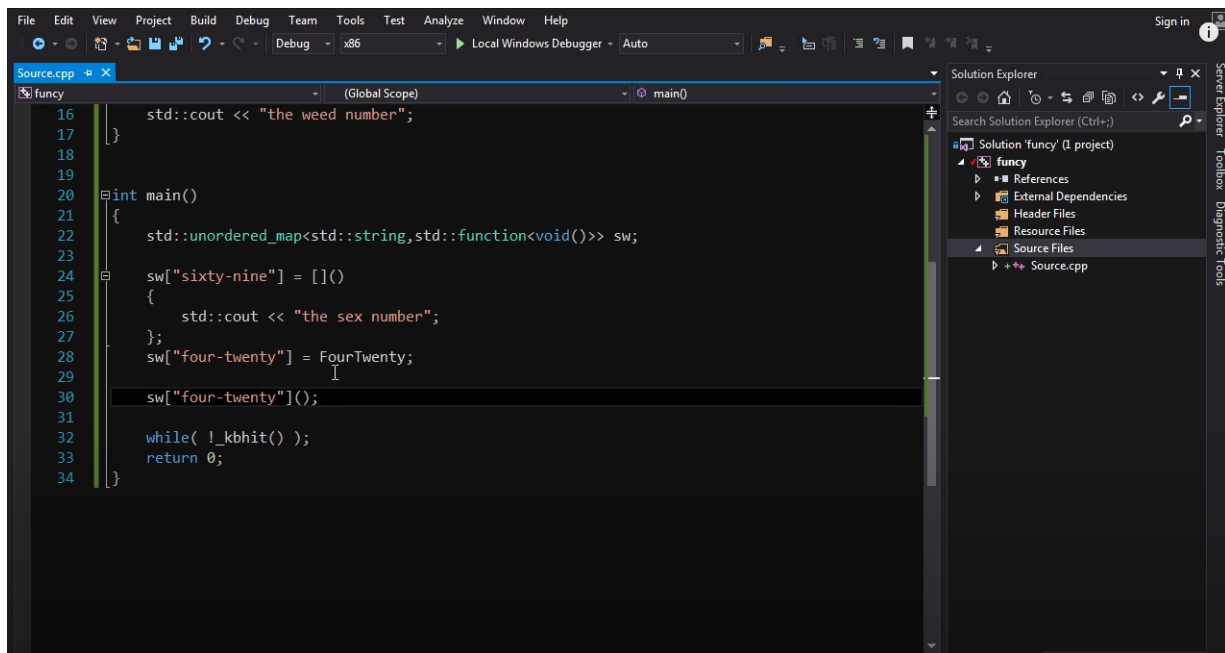 File Edit View Project Build Debug Team Tools Test Analyze Window Help Sign in
Debug x86 Local Windows Debugger Auto
Source.cpp
funcy (Global Scope) main()
16 std::cout << "the weed number";
17 }
18
19
20 int main()
21 {
22 std::unordered_map<std::string,std::function<void()>> sw;
23
24 sw["sixty-nine"] = []()
25 {
26 std::cout << "the sex number";
27 };
28 sw["four-twenty"] = FourTwenty;
29
30 sw["four-twenty"]();
31
32 while( !_kbhit() );
33 return 0;
34 }
Solution Explorer
Search Solution Explorer (Ctrl+;)
Solution 'funcy' (1 project)
funcy
References
External Dependencies
Header Files
Resource Files
Source Files
Source.cpp
Server Explorer
Toolbox
Diagnostic Tools